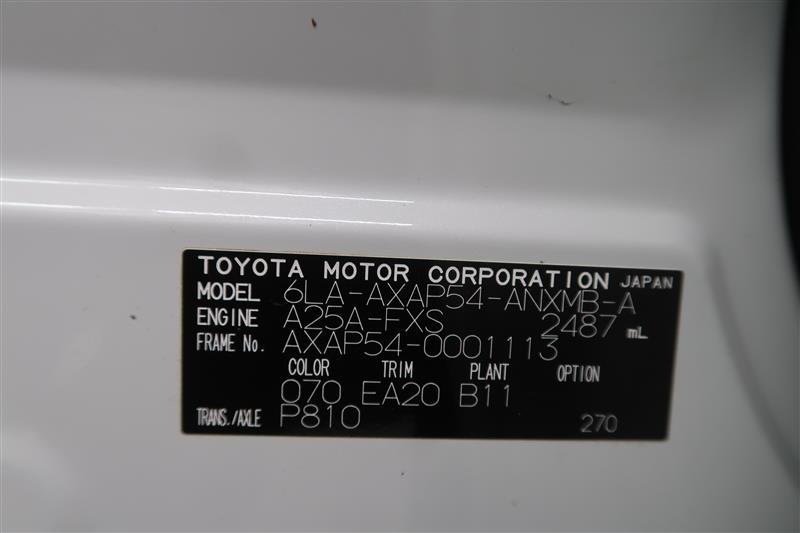 TOYOTA MOTOR CORPORATION JAPAN
MODEL 6LA-AXAP54-ANXMB-A
ENGINE A25A-FXS 2487 mL
FRAME No. AXAP54-0001113
COLOR TRIM PLANT OPTION
070 EA20 B11
TRANS./AXLE P810 270